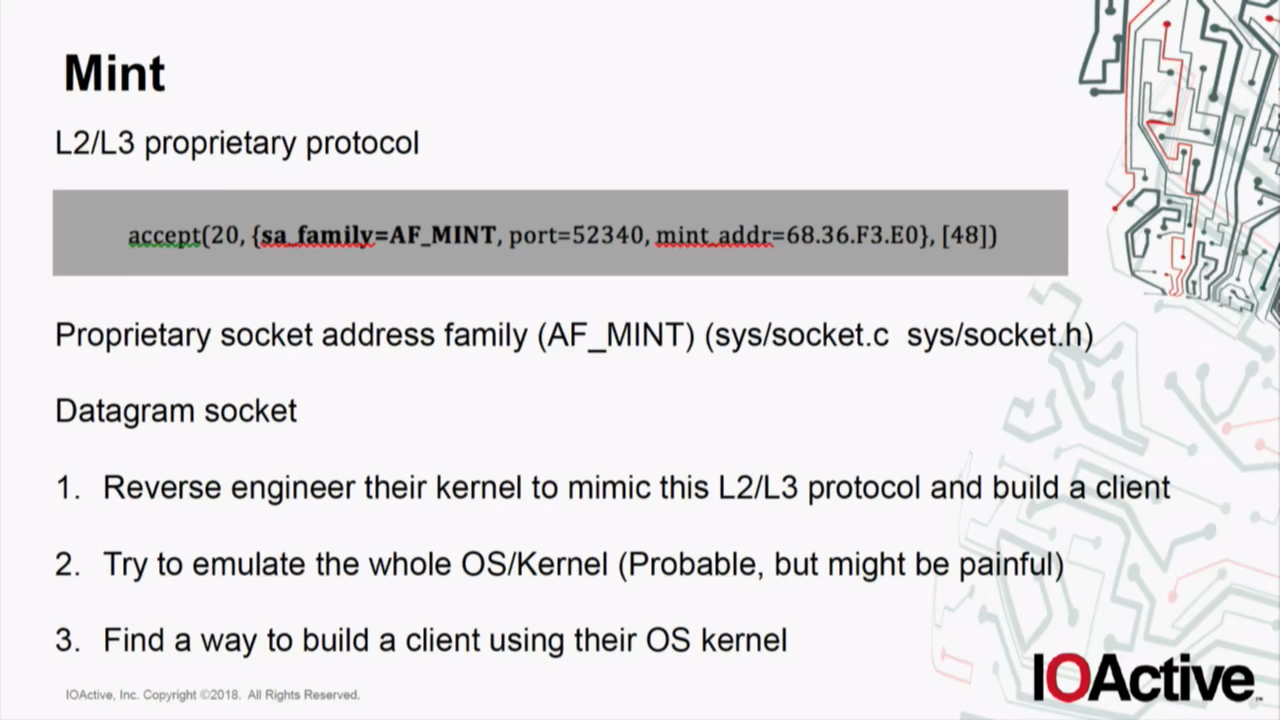 Mint
L2/L3 proprietary protocol
accept(20, {sa_family=AF_MINT, port=52340, mint_addr=68.36.F3.E0}, [48])
Proprietary socket address family (AF_MINT) (sys/socket.c  sys/socket.h)
Datagram socket
1. Reverse engineer their kernel to mimic this L2/L3 protocol and build a client
2. Try to emulate the whole OS/Kernel (Probable, but might be painful)
3. Find a way to build a client using their OS kernel
IOActive, Inc. Copyright ©2018. All Rights Reserved.
IOActive™